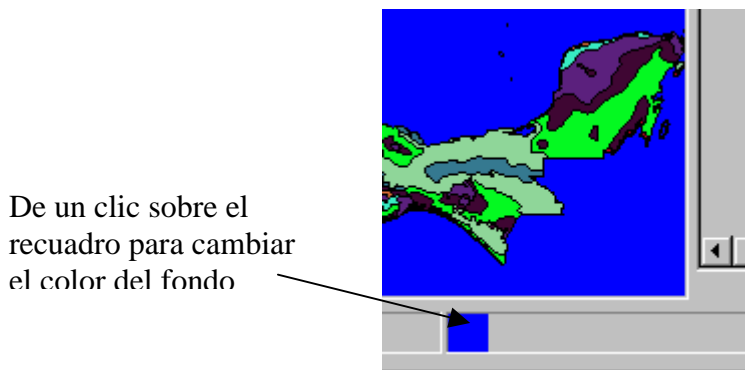 De un clic sobre el
recuadro para cambiar
el color del fondo